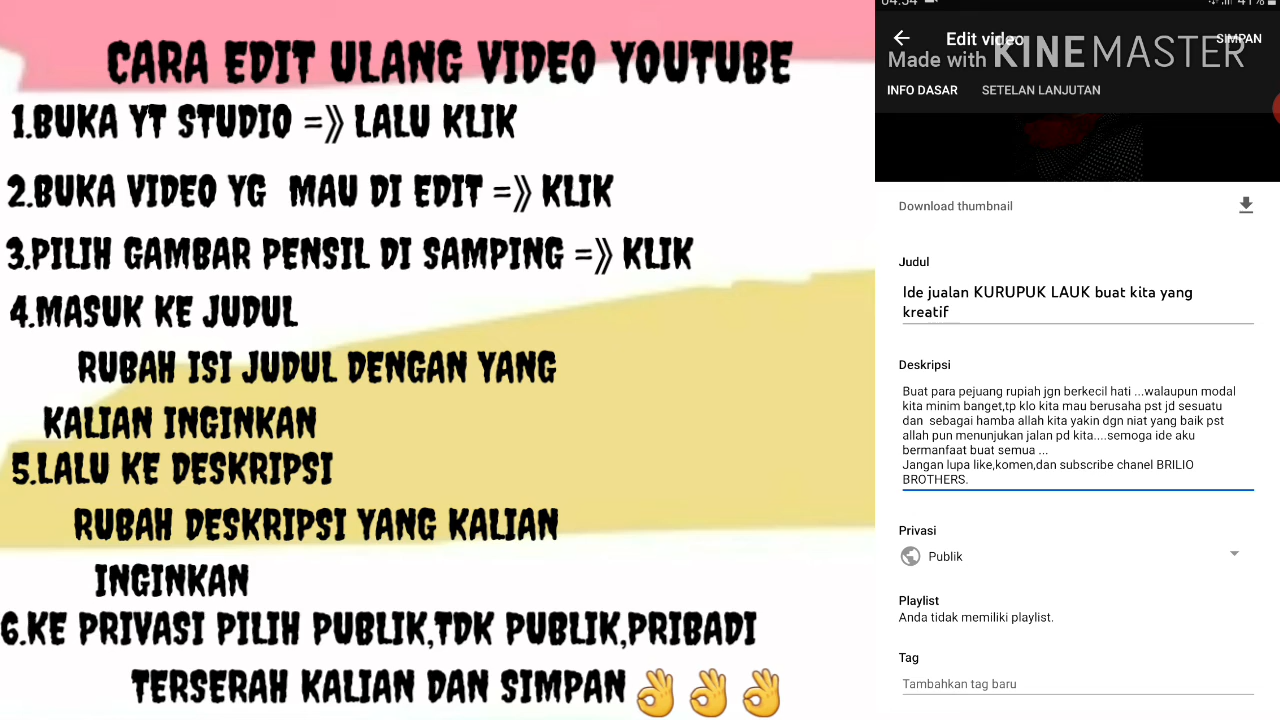 CARA EDIT ULANG VIDEO YOUTUBE
1.BUKA YT STUDIO =》 LALU KLIK
2.BUKA VIDEO YG MAU DI EDIT =》 KLIK
3.PILIH GAMBAR PENSIL DI SAMPING =》 KLIK
4.MASUK KE JUDUL
RUBAH ISI JUDUL DENGAN YANG
KALIAN INGINKAN
5.LALU KE DESKRIPSI
RUBAH DESKRIPSI YANG KALIAN
INGINKAN
6.KE PRIVASI PILIH PUBLIK,TDK PUBLIK,PRIBADI
TERSERAH KALIAN DAN SIMPAN👌👌👌
Edit video
SIMPAN
Made with KINEMASTER
INFO DASAR
SETELAN LANJUTAN
Download thumbnail
Judul
Ide jualan KURUPUK LAUK buat kita yang
kreatif
Deskripsi
Buat para pejuang rupiah jgn berkecil hati ...walaupun modal
kita minim banget,tp klo kita mau berusaha pst jd sesuatu
dan sebagai hamba allah kita yakin dgn niat yang baik pst
allah pun menunjukan jalan pd kita....semoga ide aku
bermanfaat buat semua ...
Jangan lupa like,komen,dan subscribe chanel BRILIO
BROTHERS.
Privasi
Publik
Playlist
Anda tidak memiliki playlist.
Tag
Tambahkan tag baru